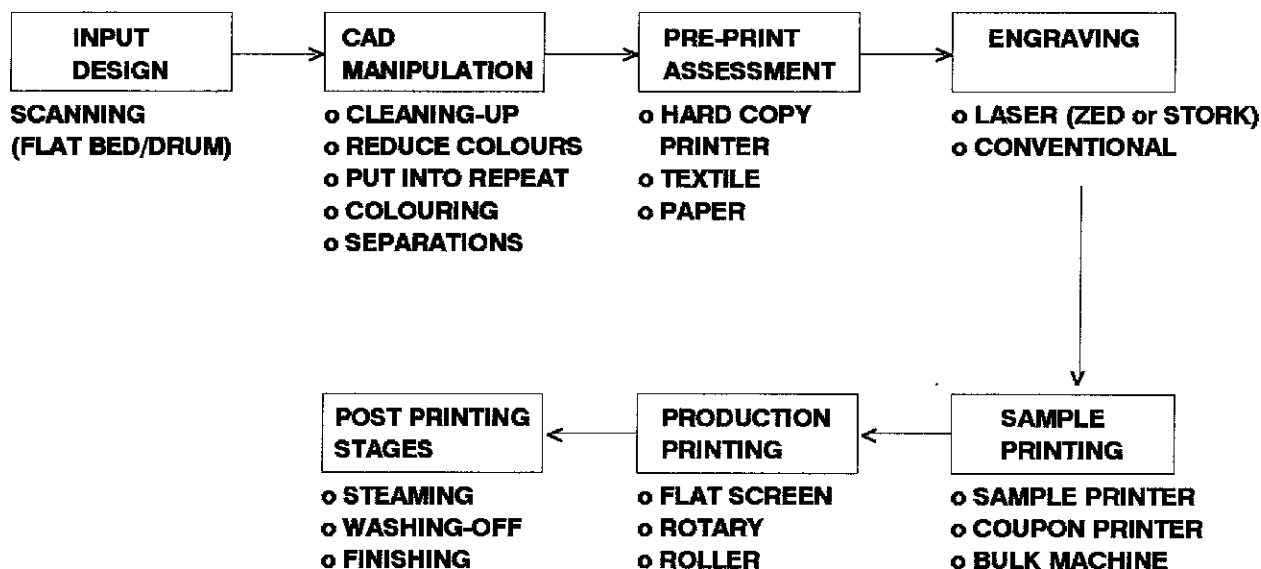 INPUT
DESIGN
SCANNING
(FLAT BED/DRUM)
CAD
MANIPULATION
o CLEANING-UP
o REDUCE COLOURS
o PUT INTO REPEAT
o COLOURING
o SEPARATIONS
PRE-PRINT
ASSESSMENT
o HARD COPY
PRINTER
o TEXTILE
o PAPER
ENGRAVING
o LASER (ZED or STORK)
o CONVENTIONAL
SAMPLE
PRINTING
o SAMPLE PRINTER
o COUPON PRINTER
o BULK MACHINE
PRODUCTION
PRINTING
o FLAT SCREEN
o ROTARY
o ROLLER
POST PRINTING
STAGES
o STEAMING
o WASHING-OFF
o FINISHING